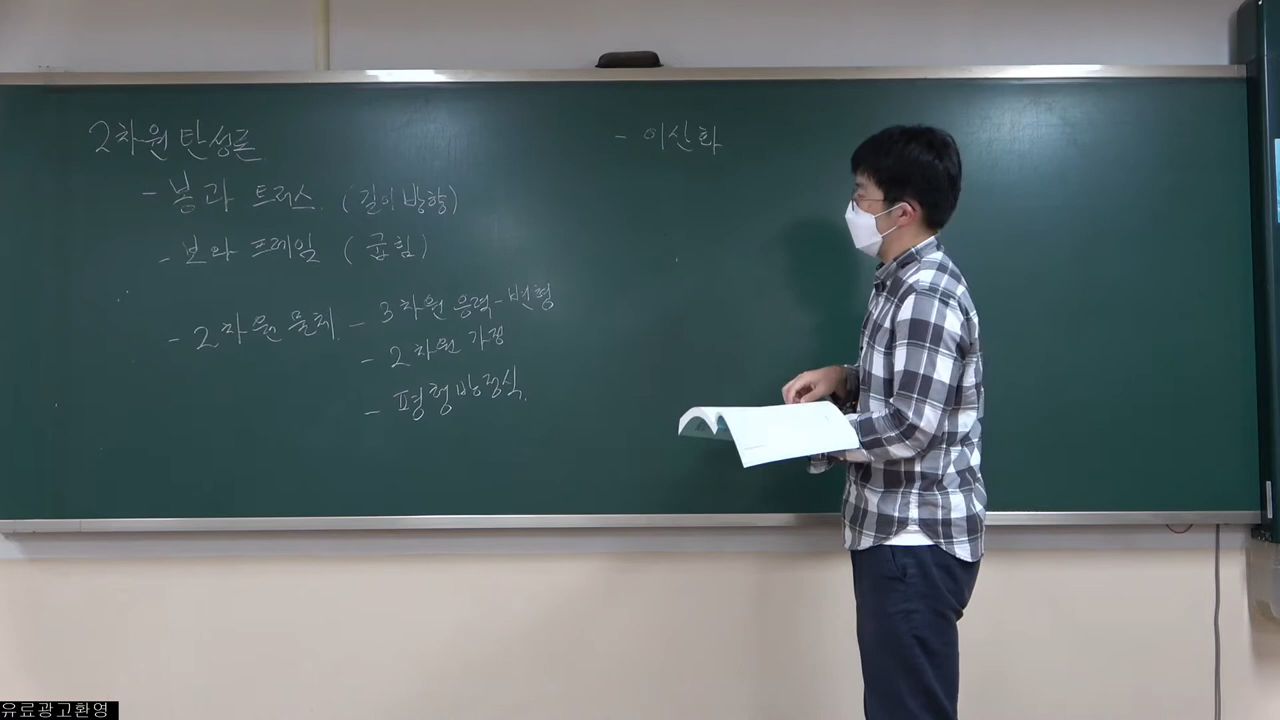 2차원 탄성론
- 봉과 트러스 (길이방향)
- 보와 프레임 (굽힘)
- 2차원 물체 - 3차원 응력-변형
- 2차원 가정
- 평형방정식.
- 이산화
유료광고환영